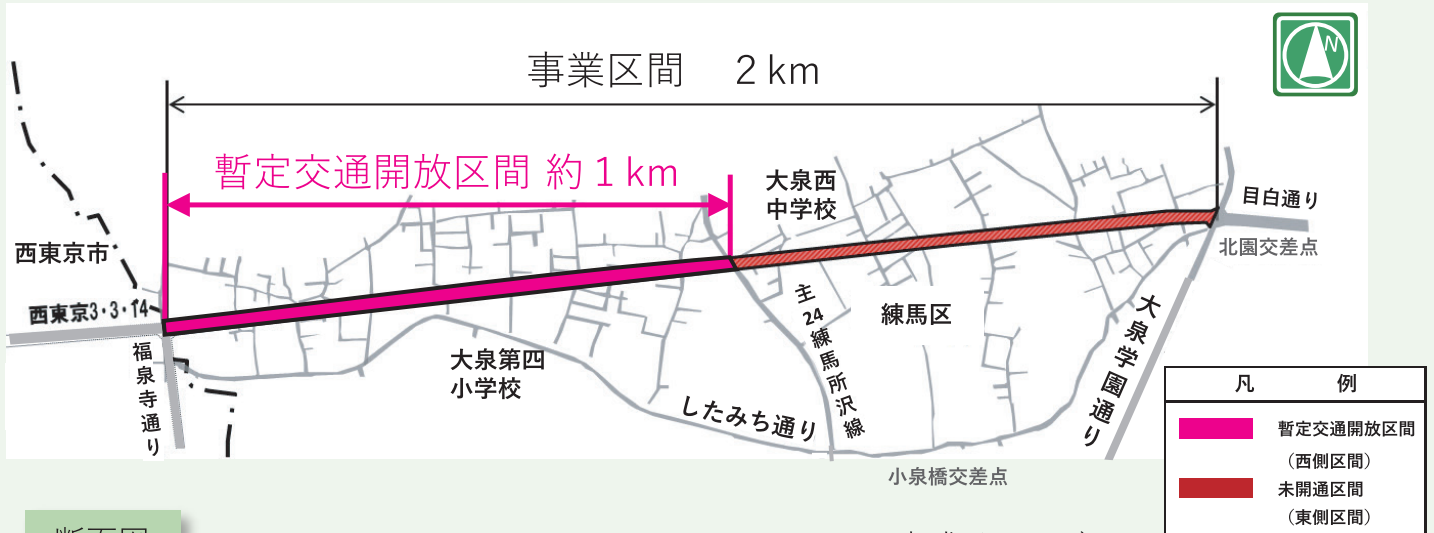 事業区間　2 km
N
暫定交通開放区間 約 1 km
大泉西
中学校
目白通り
北園交差点
西東京市
西東京3・3・14
福泉寺通り
大泉第四
小学校
主24練馬所沢線
練馬区
大泉学園通り
したみち通り
小泉橋交差点
凡　例
暫定交通開放区間
（西側区間）
未開通区間
（東側区間）
断面図